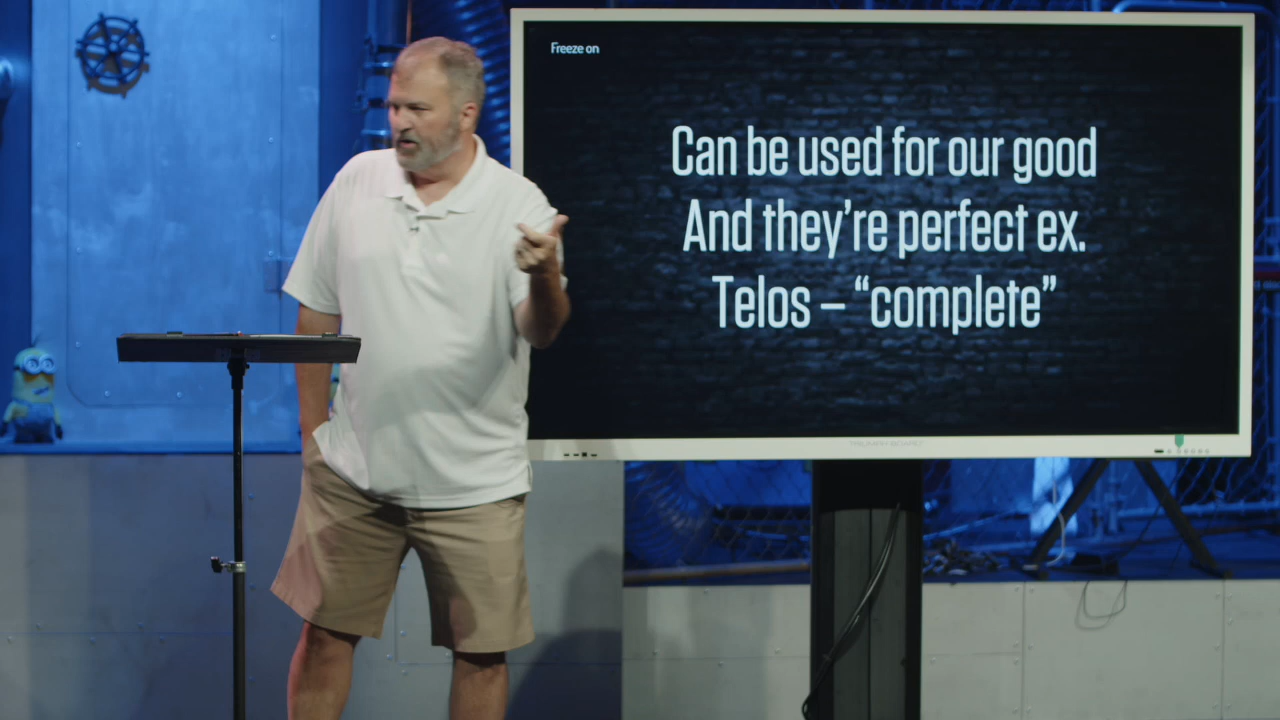 Freeze on
Can be used for our good
And they’re perfect ex.
Telos – “complete”